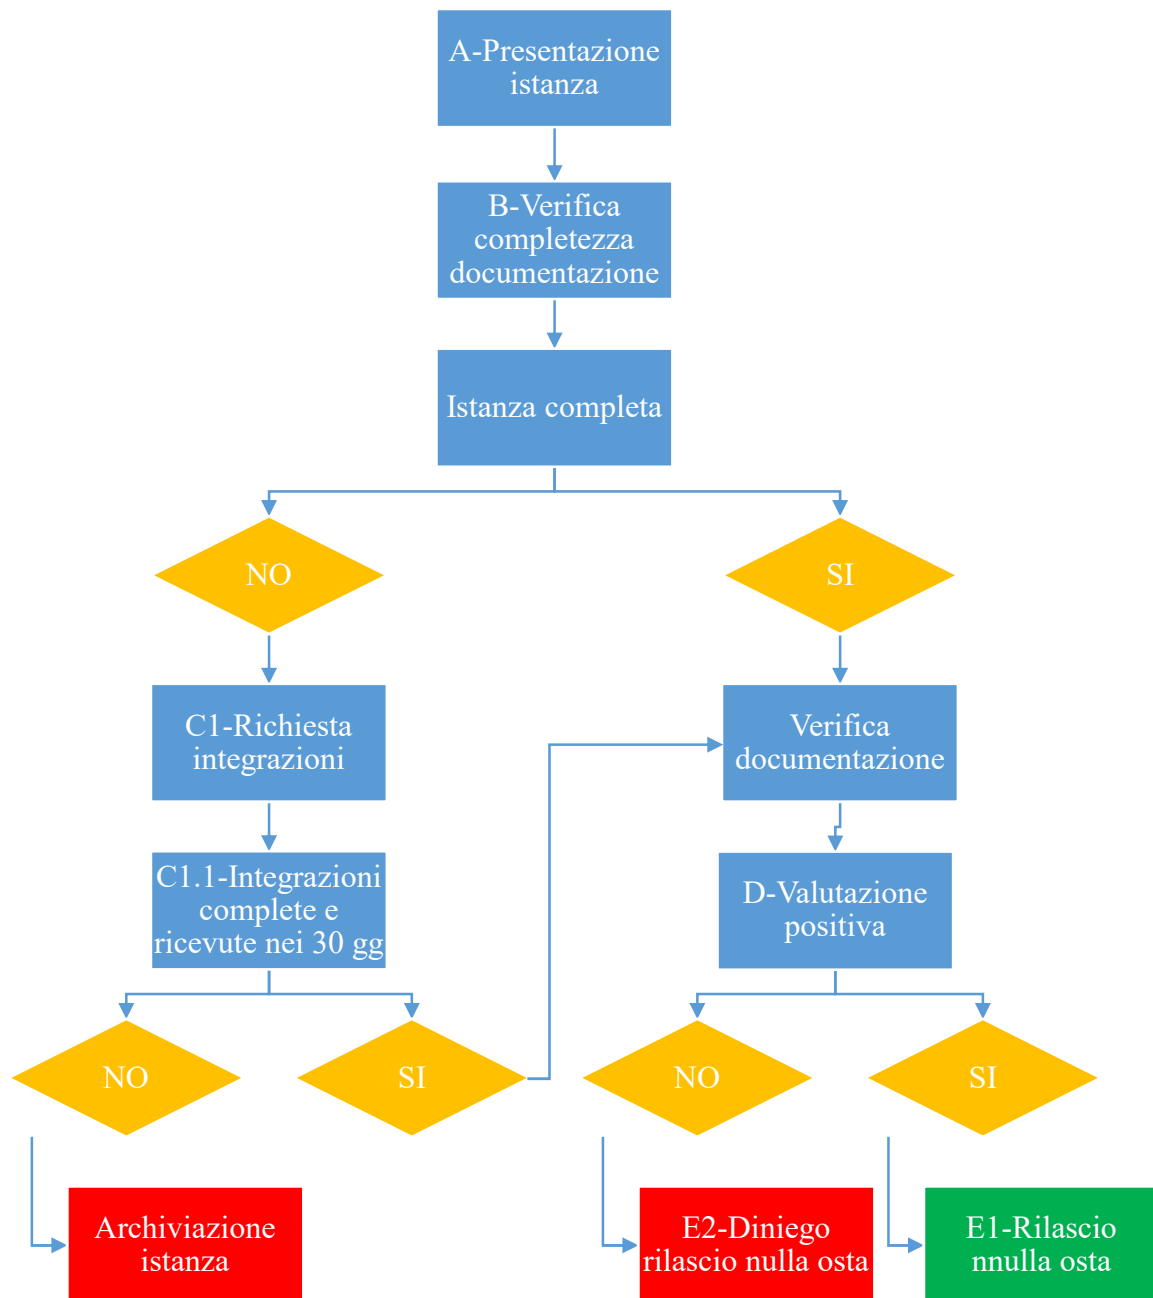 A-Presentazione
istanza
B-Verifica
completezza
documentazione
Istanza completa
NO
SI
C1-Richiesta
integrazioni
Verifica
documentazione
C1.1-Integrazioni
complete e
ricevute nei 30 gg
D-Valutazione
positiva
NO
SI
NO
SI
Archiviazione
istanza
E2-Diniego
rilascio nulla osta
E1-Rilascio
nnulla osta